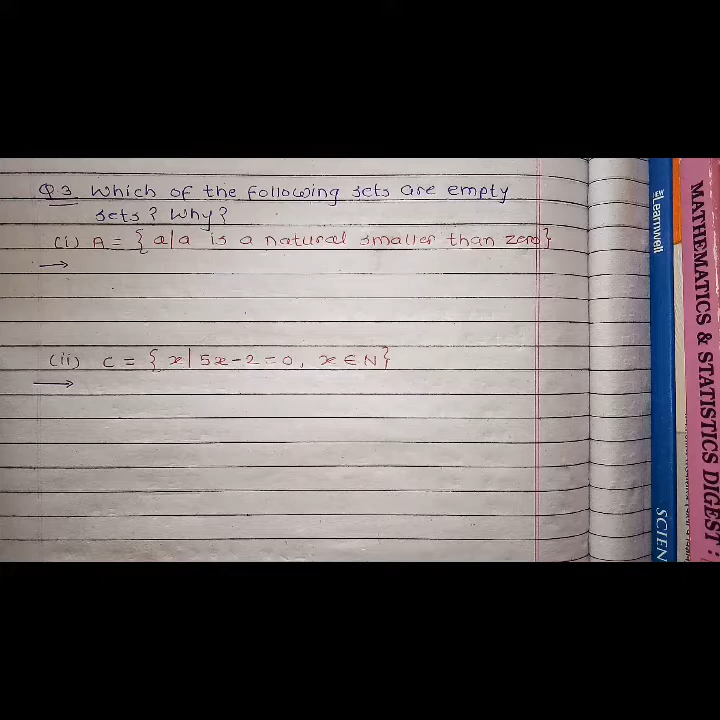 Q 3 Which of the following sets are empty
sets? Why?
(i) A = {a|a is a natural smaller than zero}
→
(ii) C = {x|5x-2=0, x∈N}
→
Learnwell
SCIEN
MATHEMATICS & STATISTICS DIGEST :